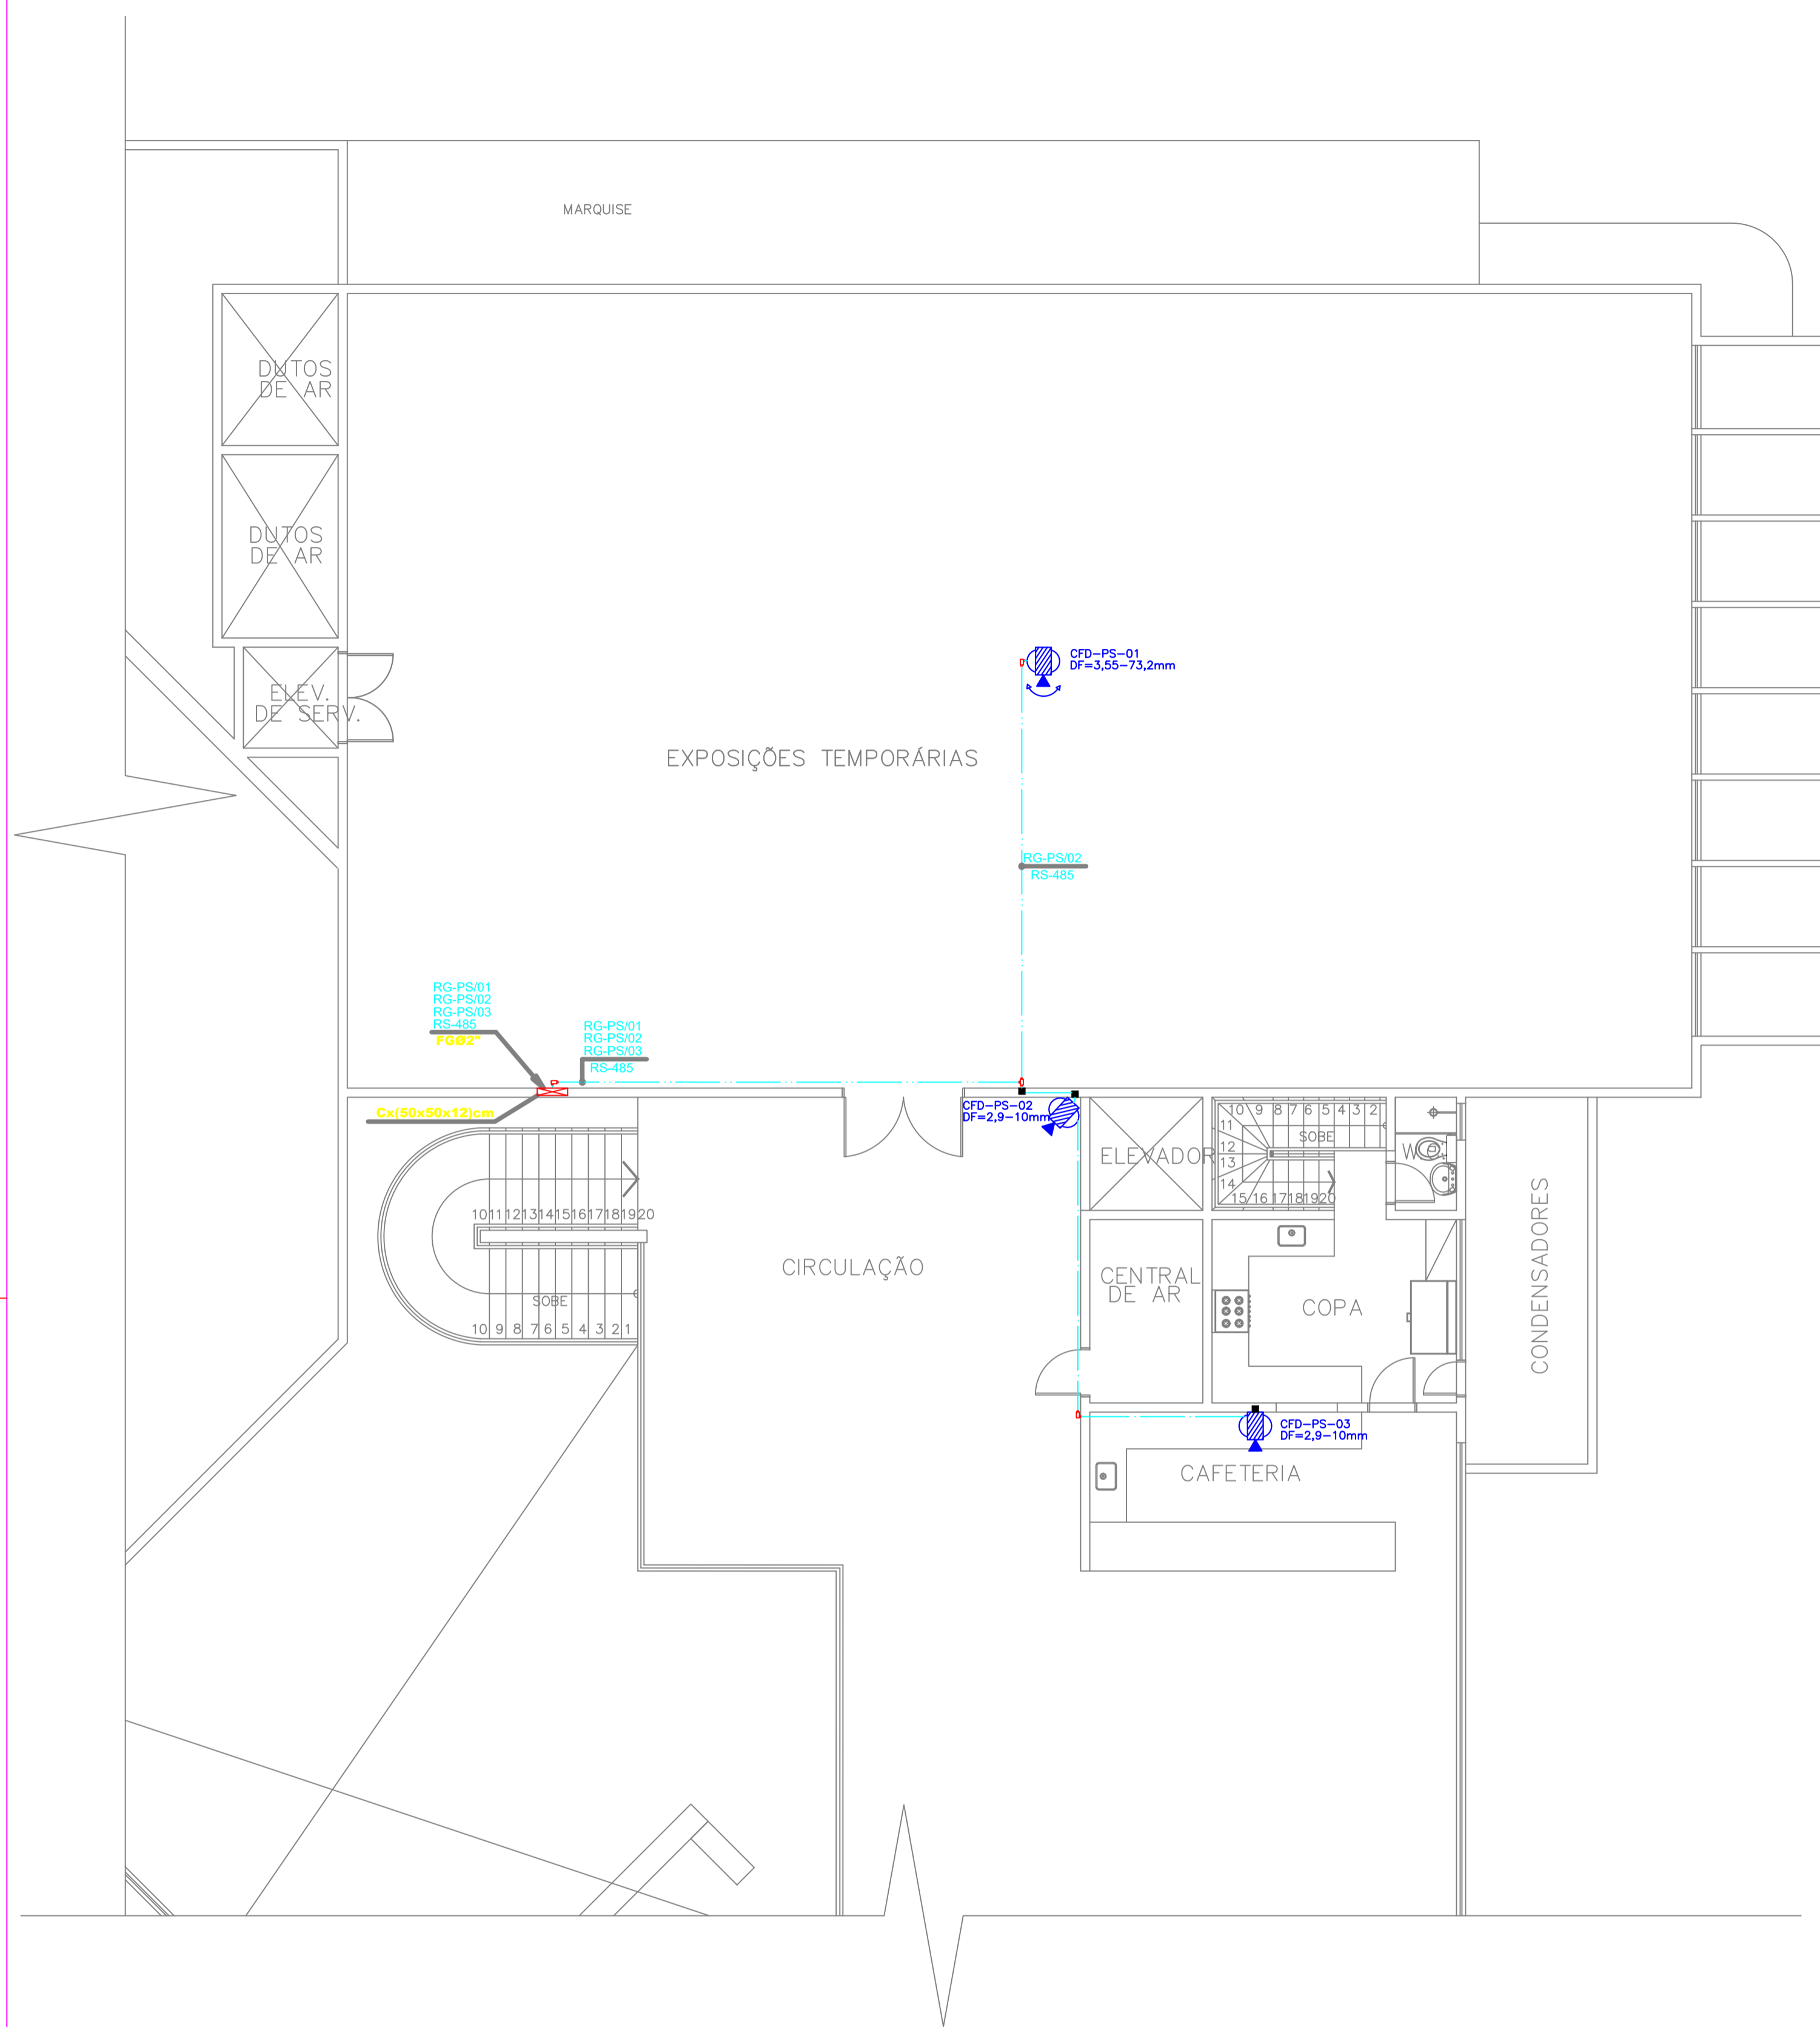 MARQUISE
DUTOS
DE AR
DUTOS
DE AR
ELEV.
DE SERV.
CFD-PS-01
DF=3,55-73,2mm
EXPOSIÇÕES TEMPORÁRIAS
RG-PS/02
RS-485
RG-PS/01
RG-PS/02
RG-PS/03
RS-485
FGØ2"
RG-PS/01
RG-PS/02
RG-PS/03
RS-485
Cx(50x50x12)cm
CFD-PS-02
DF=2,9-10mm
ELEVADOR
10 9 8 7 6 5 4 3 2
11
SOBE
12
13
14
15 16 17 18 19 20
W.C.
10 11 12 13 14 15 16 17 18 19 20
SOBE
10 9 8 7 6 5 4 3 2 1
CIRCULAÇÃO
CENTRAL
DE AR
COPA
CONDENSADORES
CFD-PS-03
DF=2,9-10mm
CAFETERIA